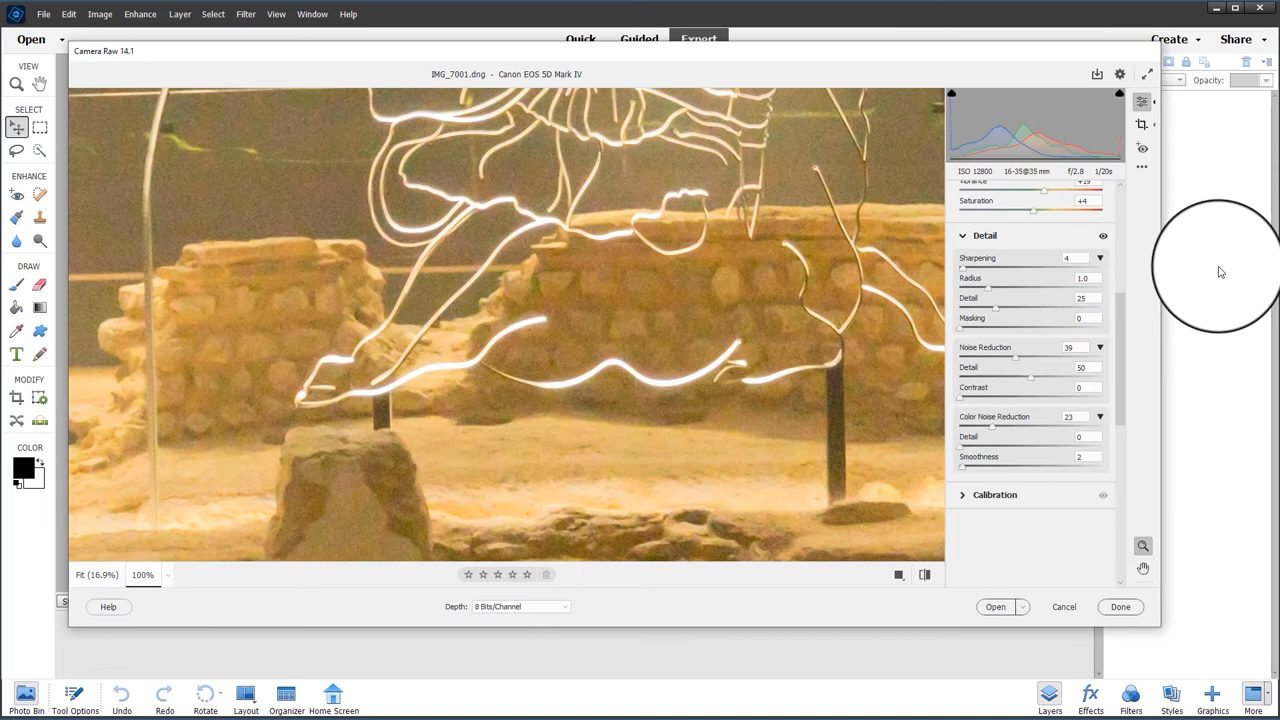 File Edit Image Enhance Layer Select Filter View Window Help
Open Quick Guided Expert Create Share
Camera Raw 14.1
VIEW
IMG_7001.dng - Canon EOS 5D Mark IV
Opacity:
SELECT
ISO 12800 16-35@35 mm f/2.8 1/20s
Vibrance +19
Saturation +4
ENHANCE
Detail
Sharpening 4
Radius 1.0
DRAW
Detail 25
Masking 0
Noise Reduction 39
Detail 50
MODIFY
Contrast 0
Color Noise Reduction 23
Detail 0
COLOR
Smoothness 2
Calibration
Fit (16.9%) 100%
Help Depth: 8 Bits/Channel Open Cancel Done
Photo Bin Tool Options Undo Redo Rotate Layout Organizer Home Screen Layers Effects Filters Styles Graphics More